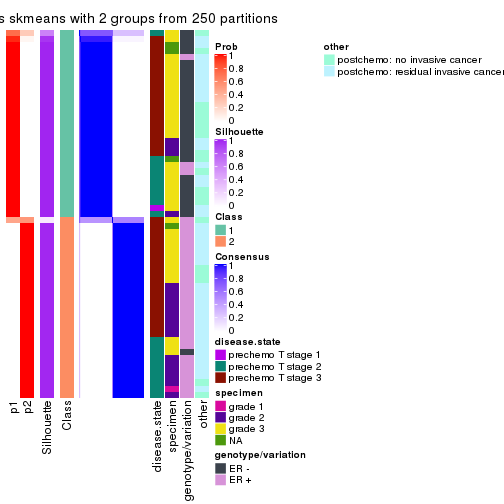 s skmeans with 2 groups from 250 partitions
Prob
1
0.8
0.6
0.4
0.2
0
Silhouette
1
0.8
0.6
0.4
0.2
0
Class
1
2
Consensus
1
0.8
0.6
0.4
0.2
0
disease.state
prechemo T stage 1
prechemo T stage 2
prechemo T stage 3
specimen
grade 1
grade 2
grade 3
NA
genotype/variation
ER -
ER +
other
postchemo: no invasive cancer
postchemo: residual invasive cancer
p1
p2
Silhouette
Class
disease.state
specimen
genotype/variation
other